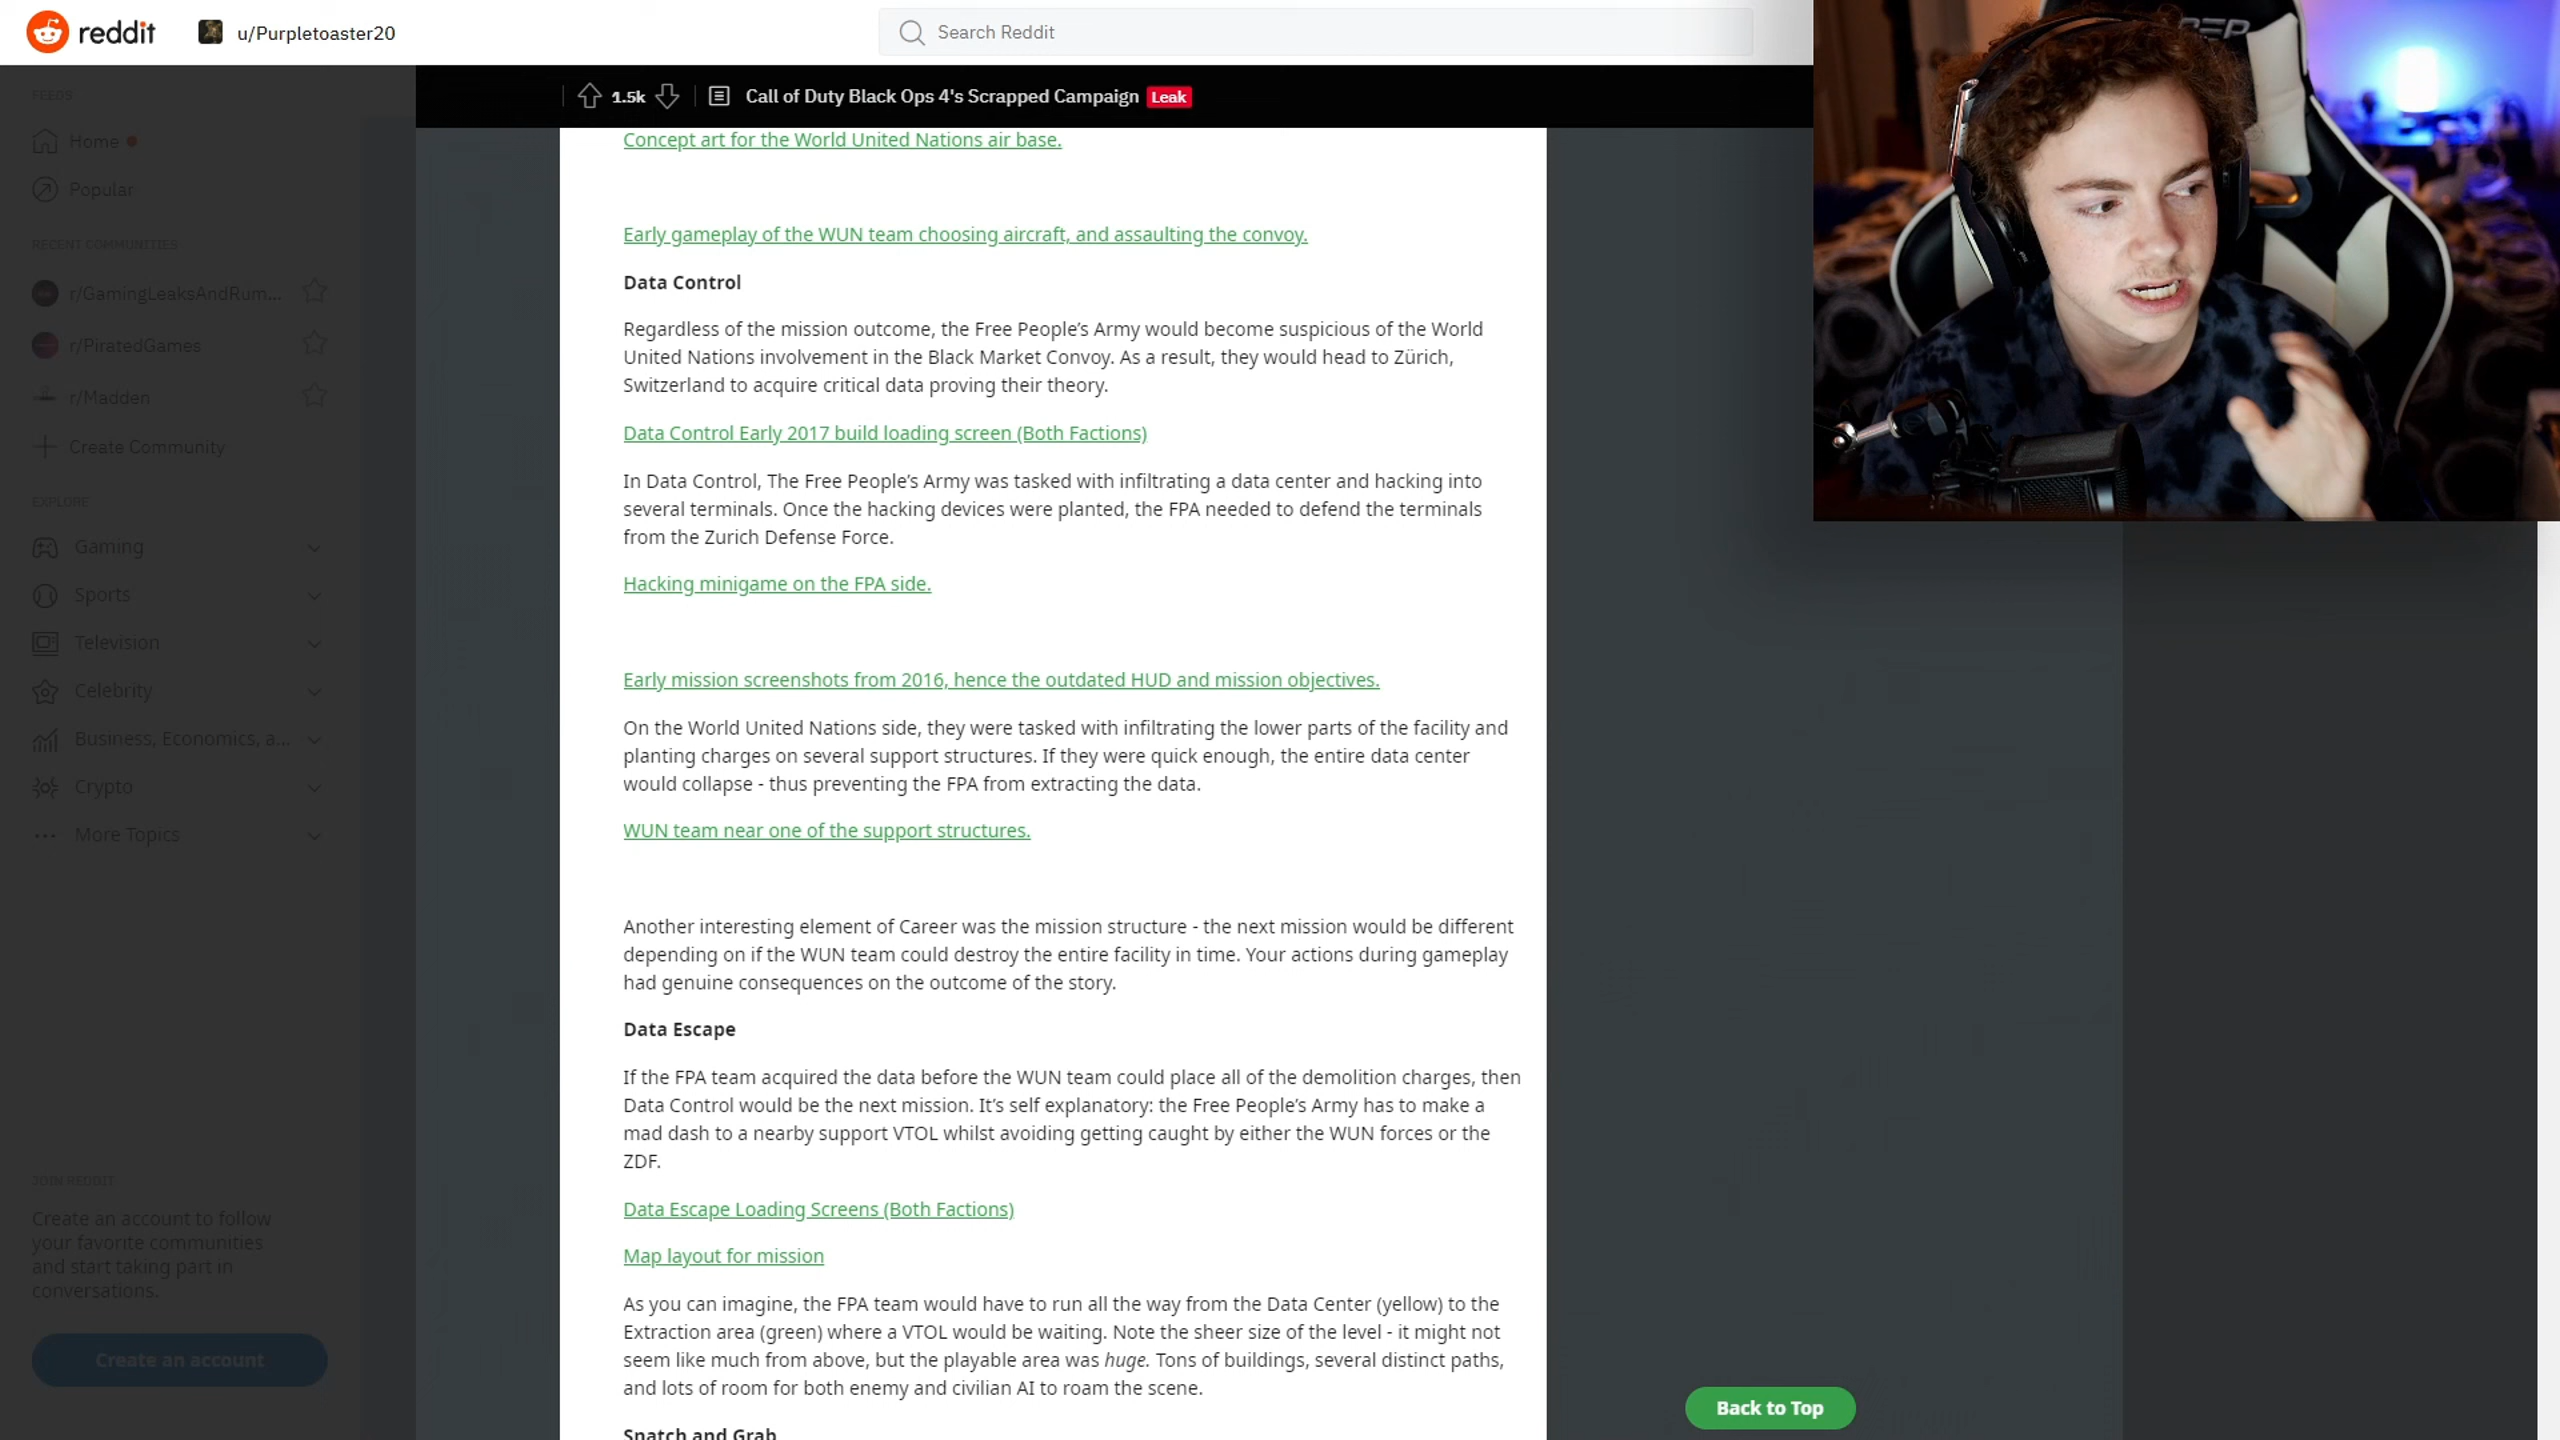 reddit
u/Purpletoaster20
Search Reddit
FEEDS
Home
Popular
RECENT COMMUNITIES
r/GamingLeaksAndRum...
r/PiratedGames
r/Madden
Create Community
EXPLORE
Gaming
Sports
Television
Celebrity
Business, Economics, a...
Crypto
More Topics
JOIN REDDIT
Create an account to follow
your favorite communities
and start taking part in
conversations.
Create an account
1.5k
Call of Duty Black Ops 4's Scrapped Campaign Leak
Concept art for the World United Nations air base.
Early gameplay of the WUN team choosing aircraft, and assaulting the convoy.
Data Control
Regardless of the mission outcome, the Free People’s Army would become suspicious of the World
United Nations involvement in the Black Market Convoy. As a result, they would head to Zürich,
Switzerland to acquire critical data proving their theory.
Data Control Early 2017 build loading screen (Both Factions)
In Data Control, The Free People’s Army was tasked with infiltrating a data center and hacking into
several terminals. Once the hacking devices were planted, the FPA needed to defend the terminals
from the Zurich Defense Force.
Hacking minigame on the FPA side.
Early mission screenshots from 2016, hence the outdated HUD and mission objectives.
On the World United Nations side, they were tasked with infiltrating the lower parts of the facility and
planting charges on several support structures. If they were quick enough, the entire data center
would collapse - thus preventing the FPA from extracting the data.
WUN team near one of the support structures.
Another interesting element of Career was the mission structure - the next mission would be different
depending on if the WUN team could destroy the entire facility in time. Your actions during gameplay
had genuine consequences on the outcome of the story.
Data Escape
If the FPA team acquired the data before the WUN team could place all of the demolition charges, then
Data Control would be the next mission. It’s self explanatory: the Free People’s Army has to make a
mad dash to a nearby support VTOL whilst avoiding getting caught by either the WUN forces or the
ZDF.
Data Escape Loading Screens (Both Factions)
Map layout for mission
As you can imagine, the FPA team would have to run all the way from the Data Center (yellow) to the
Extraction area (green) where a VTOL would be waiting. Note the sheer size of the level - it might not
seem like much from above, but the playable area was huge. Tons of buildings, several distinct paths,
and lots of room for both enemy and civilian AI to roam the scene.
Snatch and Grab
Back to Top